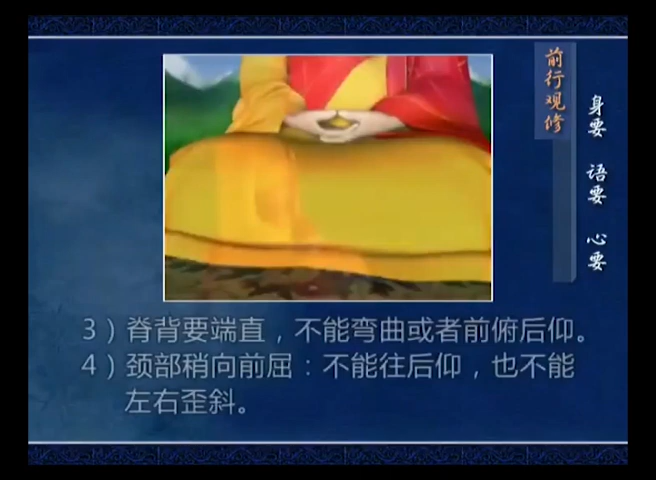 前行观修
身要 语要 心要
3）脊背要端直，不能弯曲或者前俯后仰。
4）颈部稍向前屈：不能往后仰，也不能
左右歪斜。